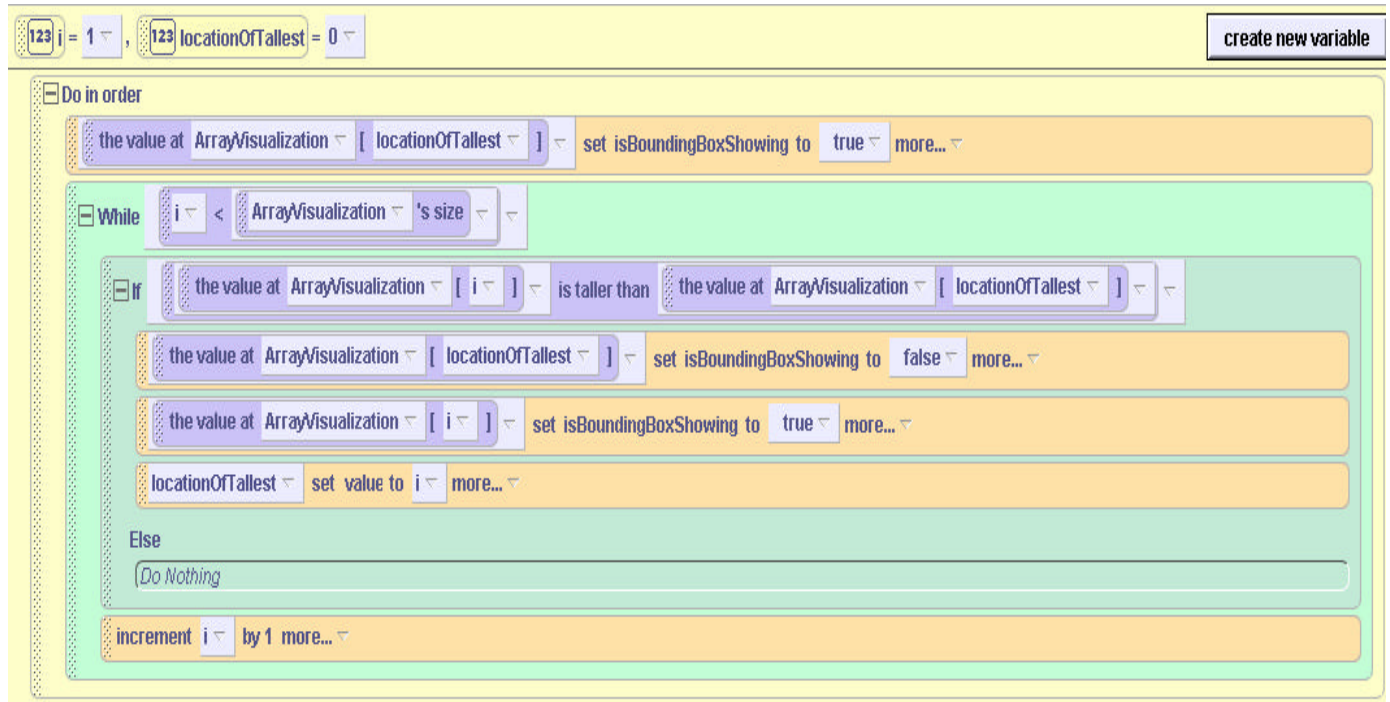 123 i = 1 , 123 locationOfTallest = 0 create new variable
Do in order
the value at ArrayVisualization [ locationOfTallest ] set isBoundingBoxShowing to true more...
While i < ArrayVisualization 's size
If the value at ArrayVisualization [ i ] is taller than the value at ArrayVisualization [ locationOfTallest ]
the value at ArrayVisualization [ locationOfTallest ] set isBoundingBoxShowing to false more...
the value at ArrayVisualization [ i ] set isBoundingBoxShowing to true more...
locationOfTallest set value to i more...
Else
Do Nothing
increment i by 1 more...